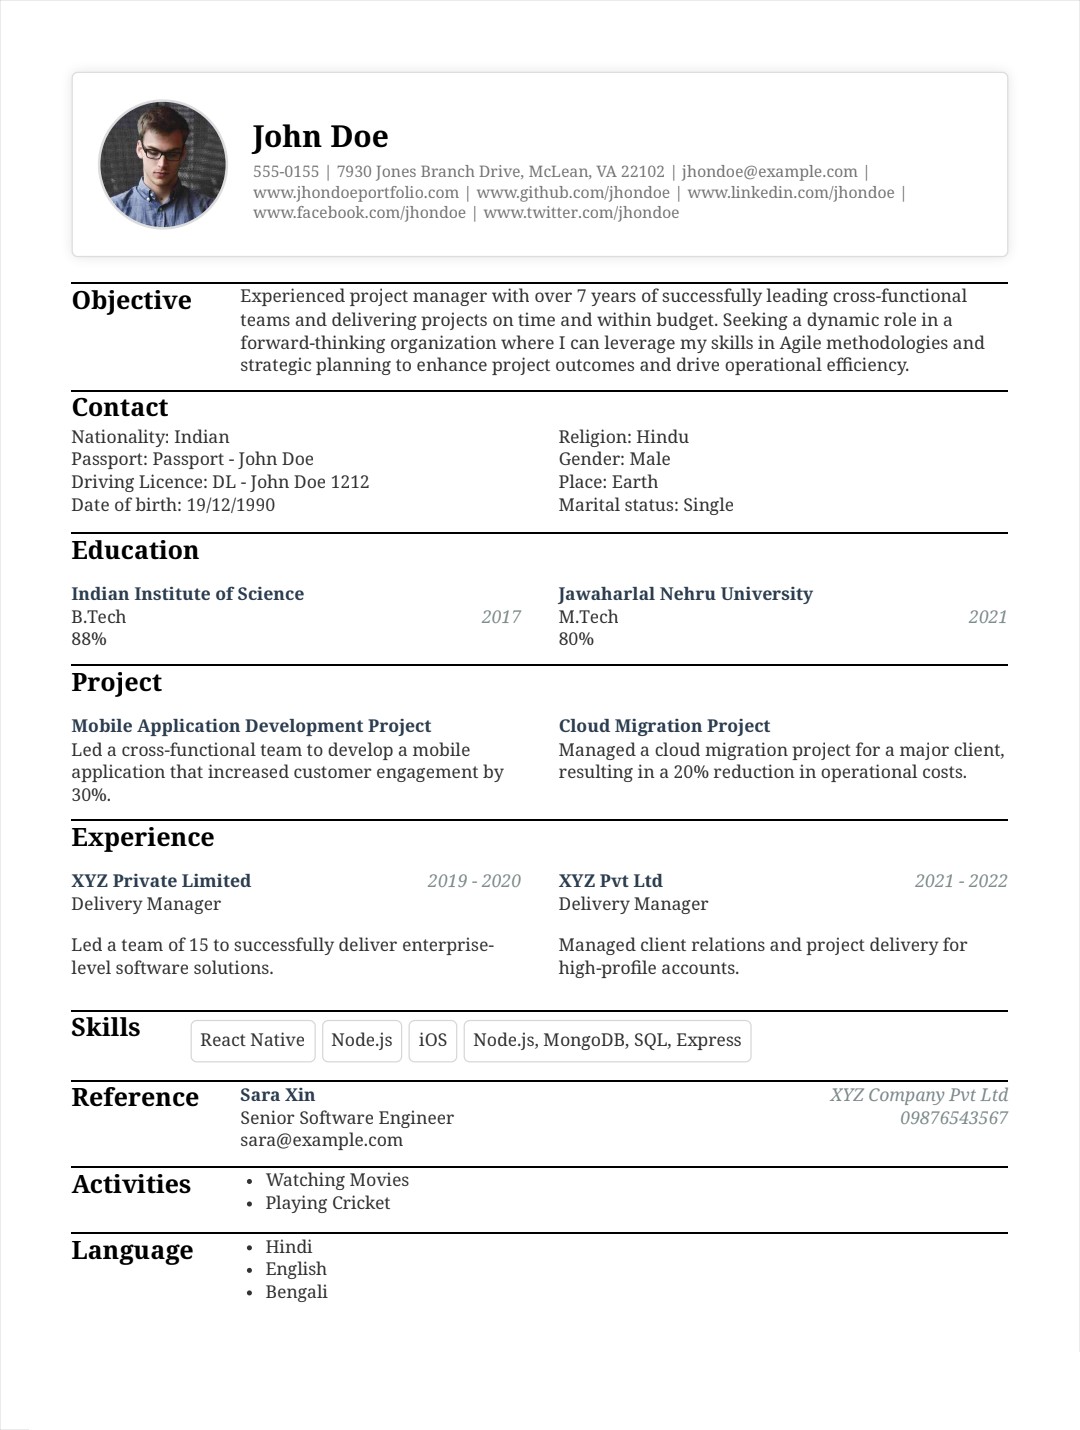 John Doe
555-0155 | 7930 Jones Branch Drive, McLean, VA 22102 | jhondoe@example.com |
www.jhondoeportfolio.com | www.github.com/jhondoe | www.linkedin.com/jhondoe |
www.facebook.com/jhondoe | www.twitter.com/jhondoe
Objective
Experienced project manager with over 7 years of successfully leading cross-functional
teams and delivering projects on time and within budget. Seeking a dynamic role in a
forward-thinking organization where I can leverage my skills in Agile methodologies and
strategic planning to enhance project outcomes and drive operational efficiency.
Contact
Nationality: Indian
Passport: Passport - John Doe
Driving Licence: DL - John Doe 1212
Date of birth: 19/12/1990
Religion: Hindu
Gender: Male
Place: Earth
Marital status: Single
Education
Indian Institute of Science
B.Tech 2017
88%
Jawaharlal Nehru University
M.Tech 2021
80%
Project
Mobile Application Development Project
Led a cross-functional team to develop a mobile
application that increased customer engagement by
30%.
Cloud Migration Project
Managed a cloud migration project for a major client,
resulting in a 20% reduction in operational costs.
Experience
XYZ Private Limited 2019 - 2020
Delivery Manager
Led a team of 15 to successfully deliver enterprise-
level software solutions.
XYZ Pvt Ltd 2021 - 2022
Delivery Manager
Managed client relations and project delivery for
high-profile accounts.
Skills
React Native Node.js iOS Node.js, MongoDB, SQL, Express
Reference
Sara Xin XYZ Company Pvt Ltd
Senior Software Engineer 09876543567
sara@example.com
Activities
• Watching Movies
• Playing Cricket
Language
• Hindi
• English
• Bengali